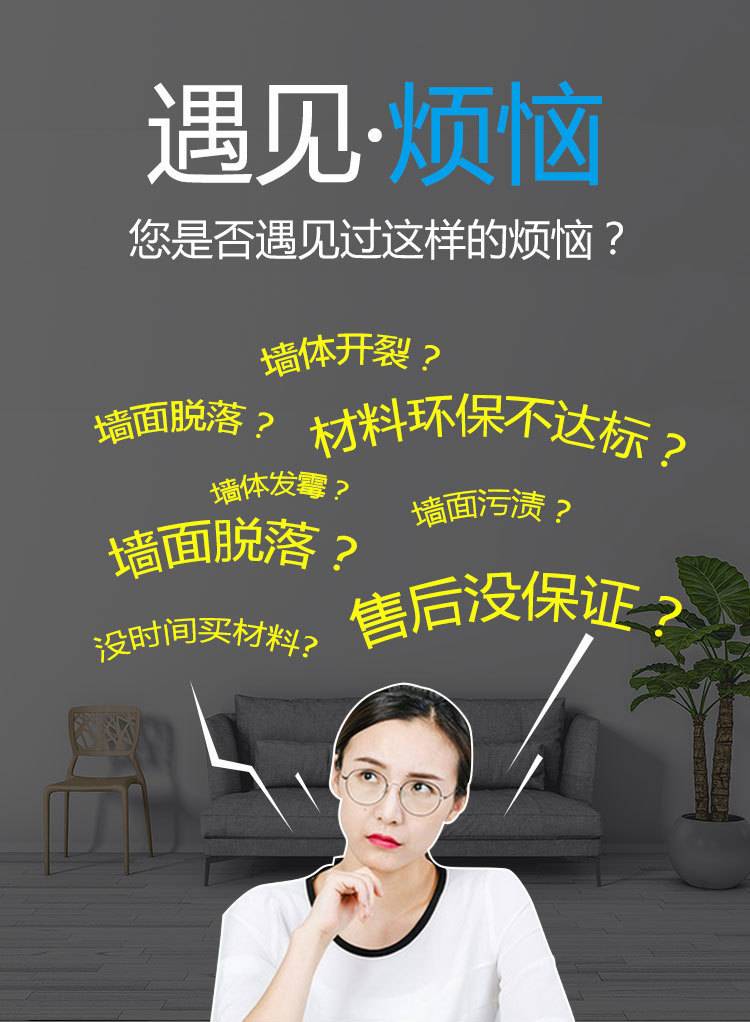 遇见·烦恼
您是否遇见过这样的烦恼？
墙体开裂？
墙面脱落？
材料环保不达标？
墙体发霉？
墙面污渍？
墙面脱落？
售后没保证？
没时间买材料?